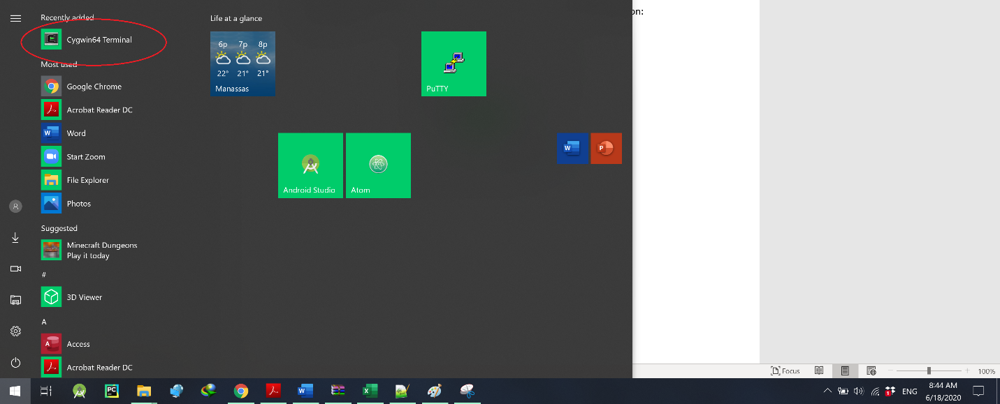 Recently added
Cygwin64 Terminal
Most used
Google Chrome
Acrobat Reader DC
Word
Start Zoom
File Explorer
Photos
Suggested
Minecraft Dungeons
Play it today
#
3D Viewer
A
Access
Acrobat Reader DC
Life at a glance
6p 7p 8p
22° 21° 21°
Manassas
PuTTY
Android Studio
Atom
on:
Focus
100%
ENG
8:44 AM
6/18/2020